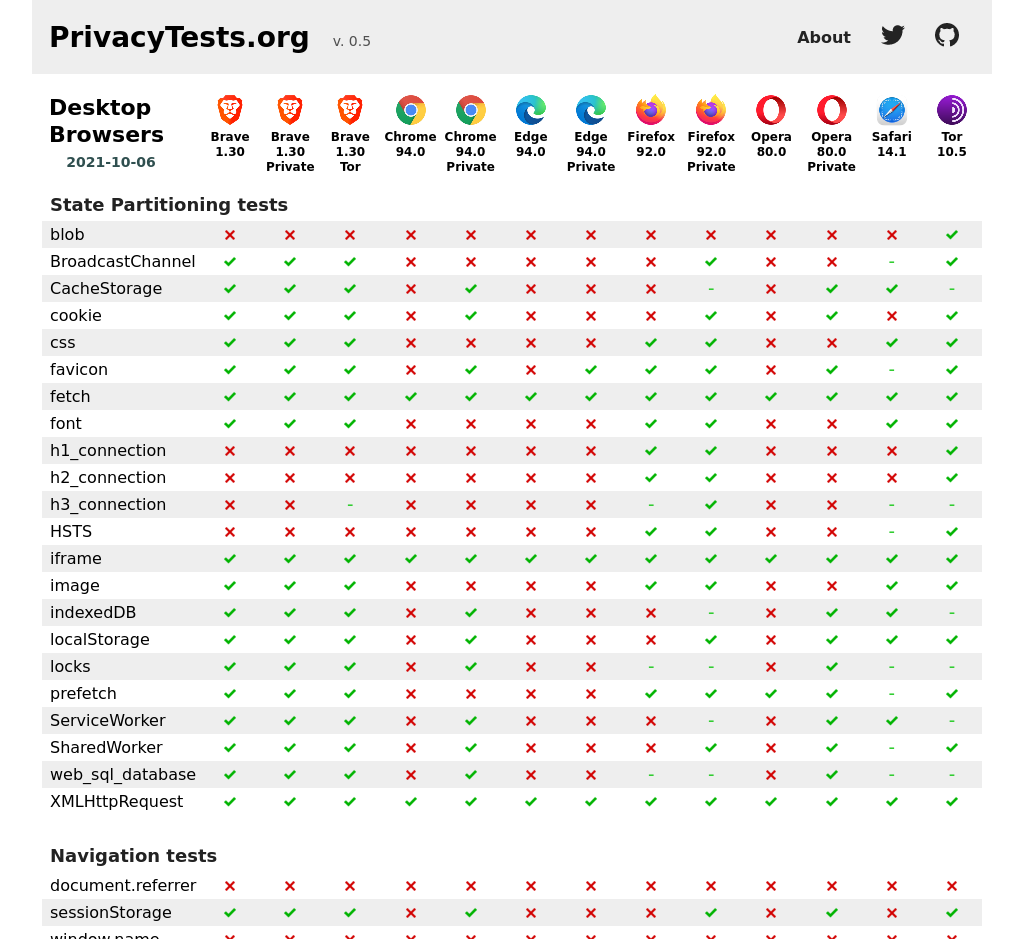 PrivacyTests.org v. 0.5 About
Desktop Browsers
2021-10-06
Brave 1.30
Brave 1.30 Private
Brave 1.30 Tor
Chrome 94.0
Chrome 94.0 Private
Edge 94.0
Edge 94.0 Private
Firefox 92.0
Firefox 92.0 Private
Opera 80.0
Opera 80.0 Private
Safari 14.1
Tor 10.5
State Partitioning tests
blob
BroadcastChannel -
CacheStorage - -
cookie
css
favicon -
fetch
font
h1_connection
h2_connection
h3_connection - - - -
HSTS -
iframe
image
indexedDB - -
localStorage
locks - - - -
prefetch -
ServiceWorker - -
SharedWorker -
web_sql_database - - - -
XMLHttpRequest
Navigation tests
document.referrer
sessionStorage
window.name